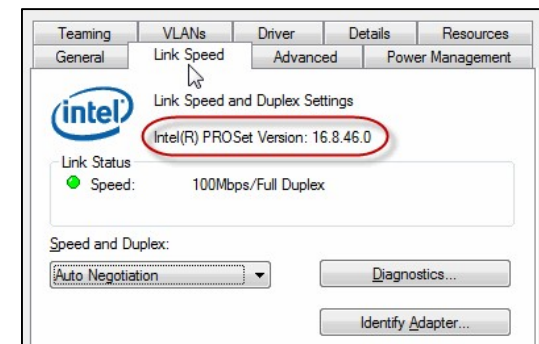 Teaming VLANs Driver Details Resources
General Link Speed Advanced Power Management
intel
Link Speed and Duplex Settings
Intel(R) PROSet Version: 16.8.46.0
Link Status
Speed: 100Mbps/Full Duplex
Speed and Duplex:
Auto Negotiation
Diagnostics...
Identify Adapter...